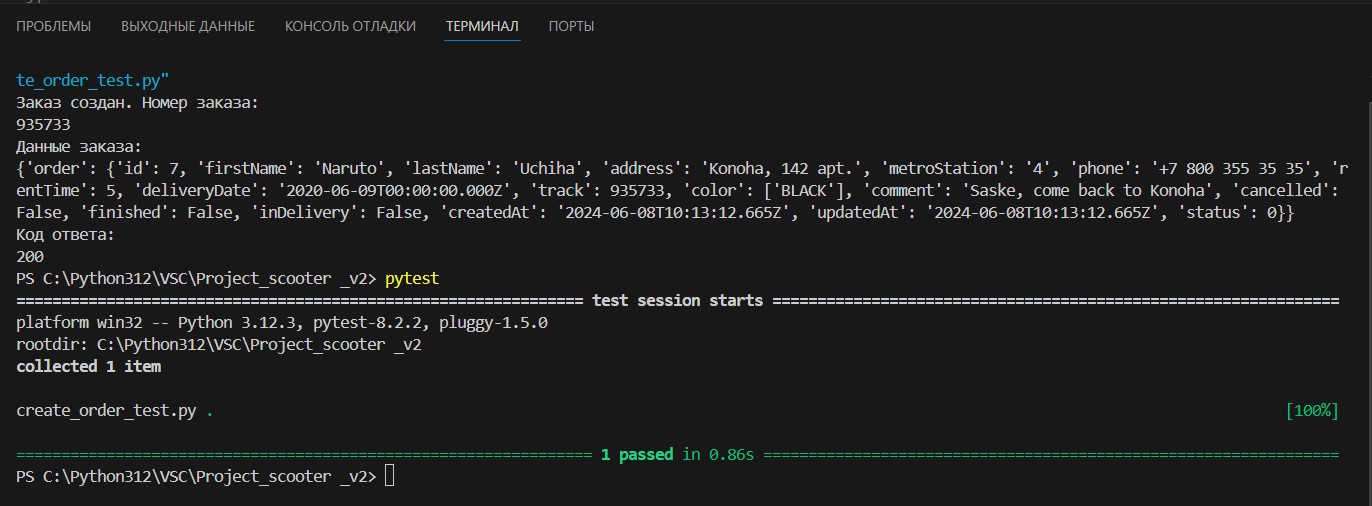 ПРОБЛЕМЫ ВЫХОДНЫЕ ДАННЫЕ КОНСОЛЬ ОТЛАДКИ ТЕРМИНАЛ ПОРТЫ
te_order_test.py"
Заказ создан. Номер заказа:
935733
Данные заказа:
{'order': {'id': 7, 'firstName': 'Naruto', 'lastName': 'Uchiha', 'address': 'Konoha, 142 apt.', 'metroStation': '4', 'phone': '+7 800 355 35 35', 'r
entTime': 5, 'deliveryDate': '2020-06-09T00:00:00.000Z', 'track': 935733, 'color': ['BLACK'], 'comment': 'Saske, come back to Konoha', 'cancelled':
False, 'finished': False, 'inDelivery': False, 'createdAt': '2024-06-08T10:13:12.665Z', 'updatedAt': '2024-06-08T10:13:12.665Z', 'status': 0}}
Код ответа:
200
PS C:\Python312\VSC\Project_scooter _v2> pytest
=============================================================== test session starts ===============================================================
platform win32 -- Python 3.12.3, pytest-8.2.2, pluggy-1.5.0
rootdir: C:\Python312\VSC\Project_scooter _v2
collected 1 item
create_order_test.py . [100%]
================================================================ 1 passed in 0.86s ================================================================
PS C:\Python312\VSC\Project_scooter _v2>